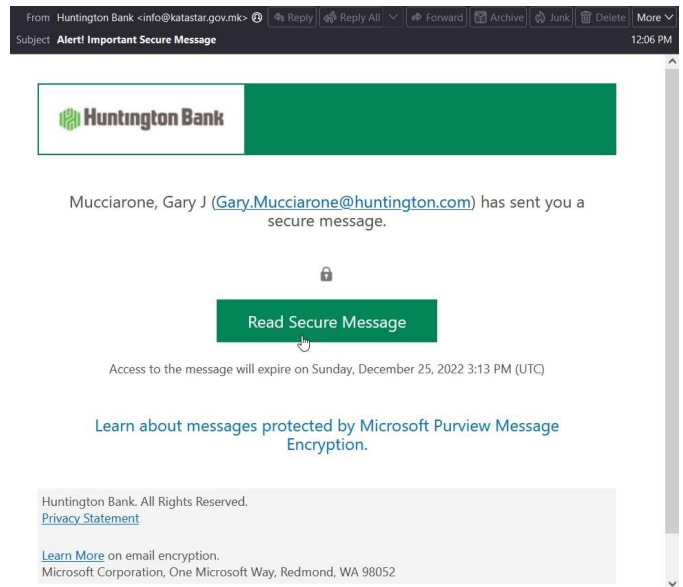 From Huntington Bank <info@katastar.gov.mk> Reply Reply All Forward Archive Junk Delete More
Subject Alert! Important Secure Message 12:06 PM
Huntington Bank
Mucciarone, Gary J (Gary.Mucciarone@huntington.com) has sent you a
secure message.
Read Secure Message
Access to the message will expire on Sunday, December 25, 2022 3:13 PM (UTC)
Learn about messages protected by Microsoft Purview Message
Encryption.
Huntington Bank. All Rights Reserved.
Privacy Statement
Learn More on email encryption.
Microsoft Corporation, One Microsoft Way, Redmond, WA 98052